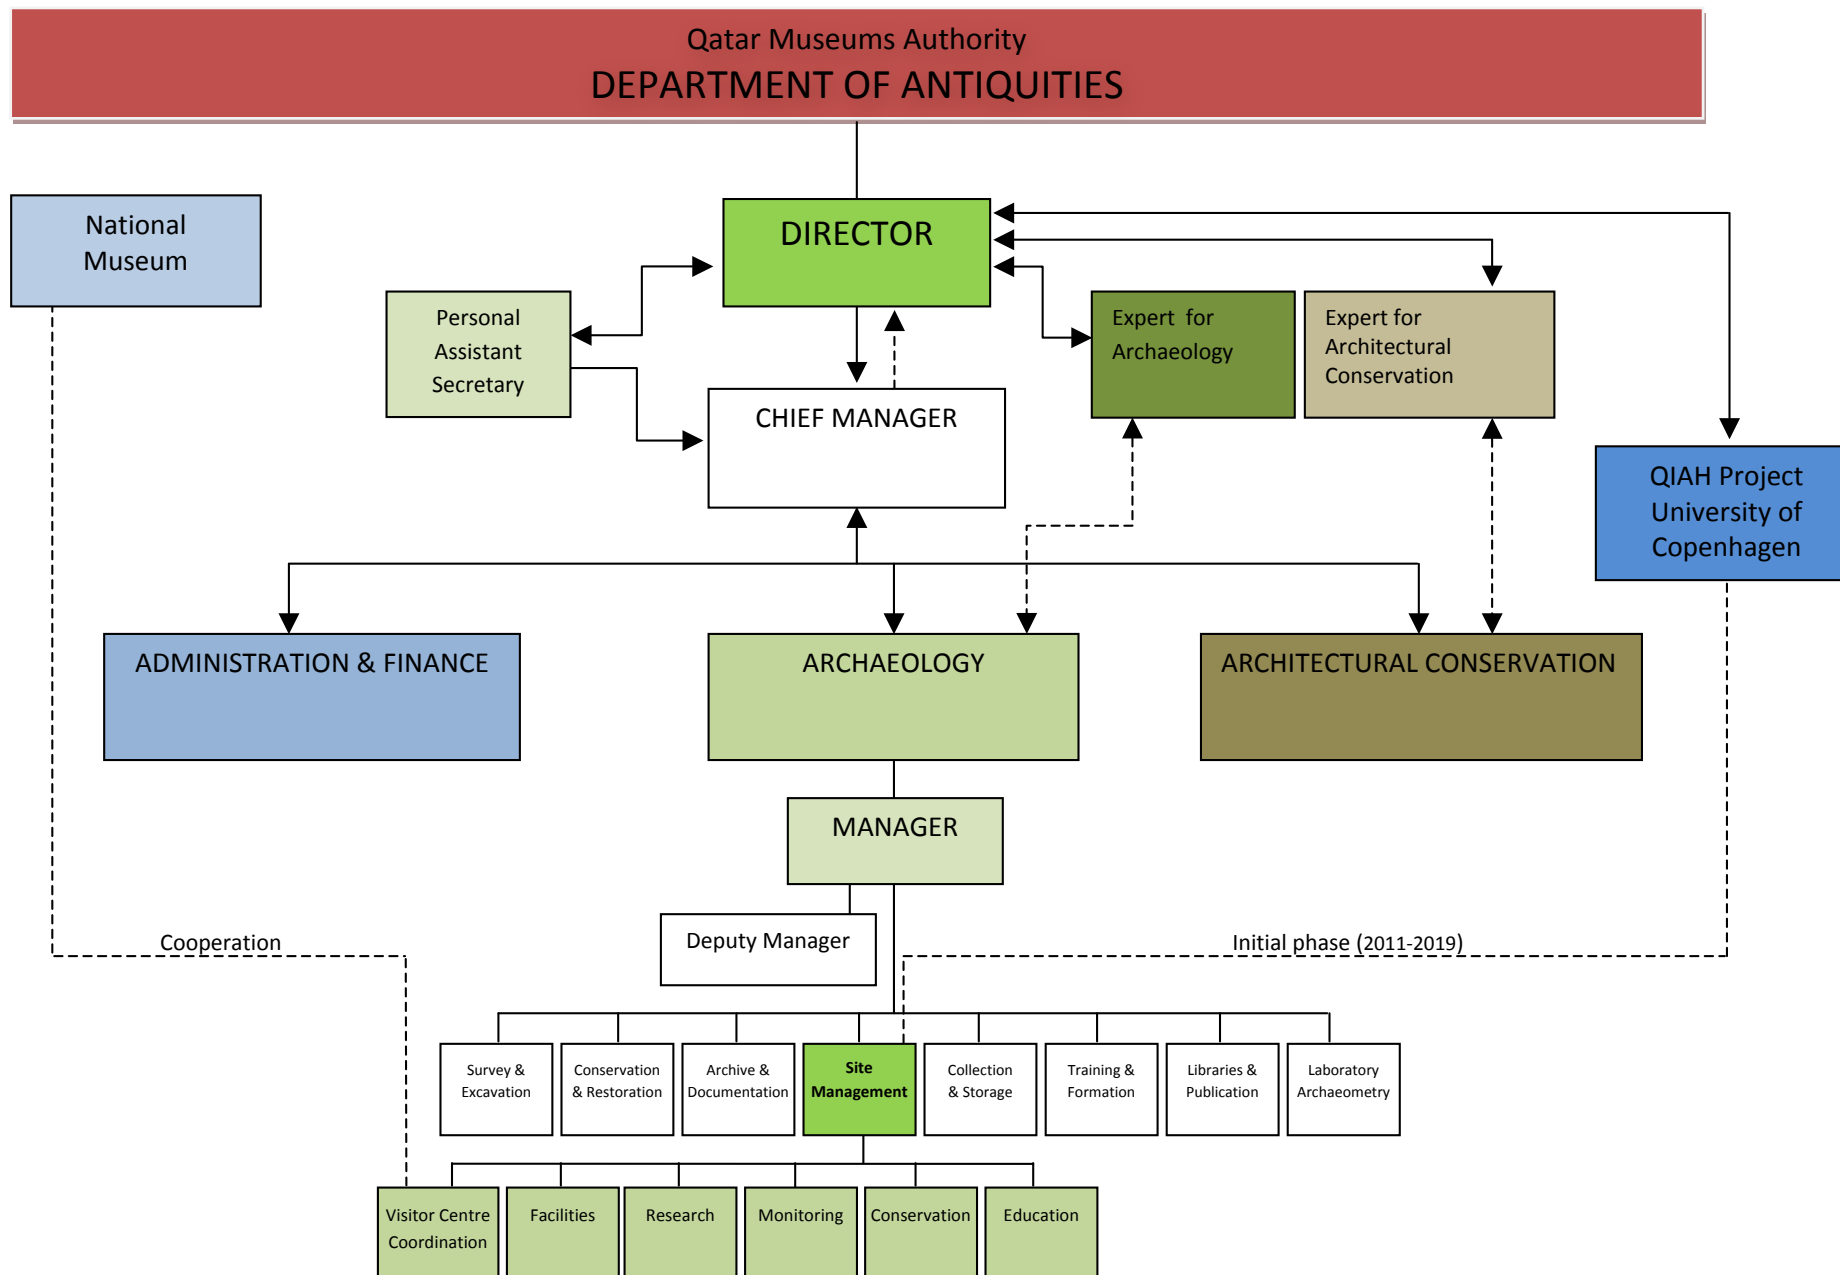 Qatar Museums Authority
DEPARTMENT OF ANTIQUITIES
National
Museum
DIRECTOR
Personal
Assistant
Secretary
Expert for
Archaeology
Expert for
Architectural
Conservation
CHIEF MANAGER
QIAH Project
University of
Copenhagen
ADMINISTRATION & FINANCE
ARCHAEOLOGY
ARCHITECTURAL CONSERVATION
MANAGER
Deputy Manager
Cooperation
Initial phase (2011-2019)
Survey &
Excavation
Conservation
& Restoration
Archive &
Documentation
Site
Management
Collection
& Storage
Training &
Formation
Libraries &
Publication
Laboratory
Archaeometry
Visitor Centre
Coordination
Facilities
Research
Monitoring
Conservation
Education